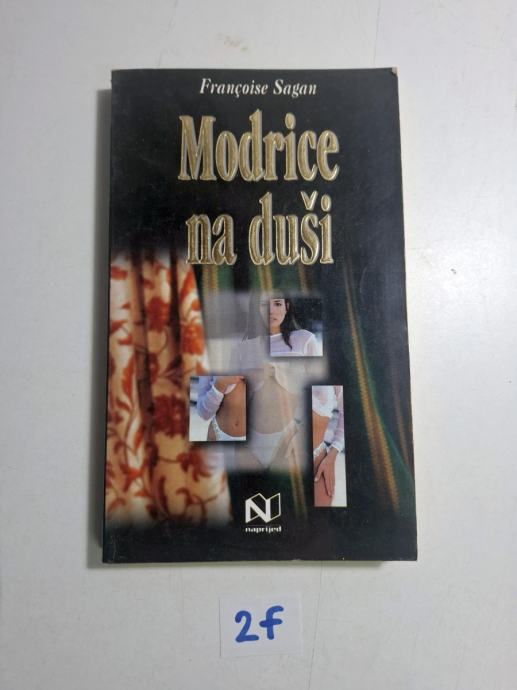 Françoise Sagan
Modrice
na duši
naprijed
2f